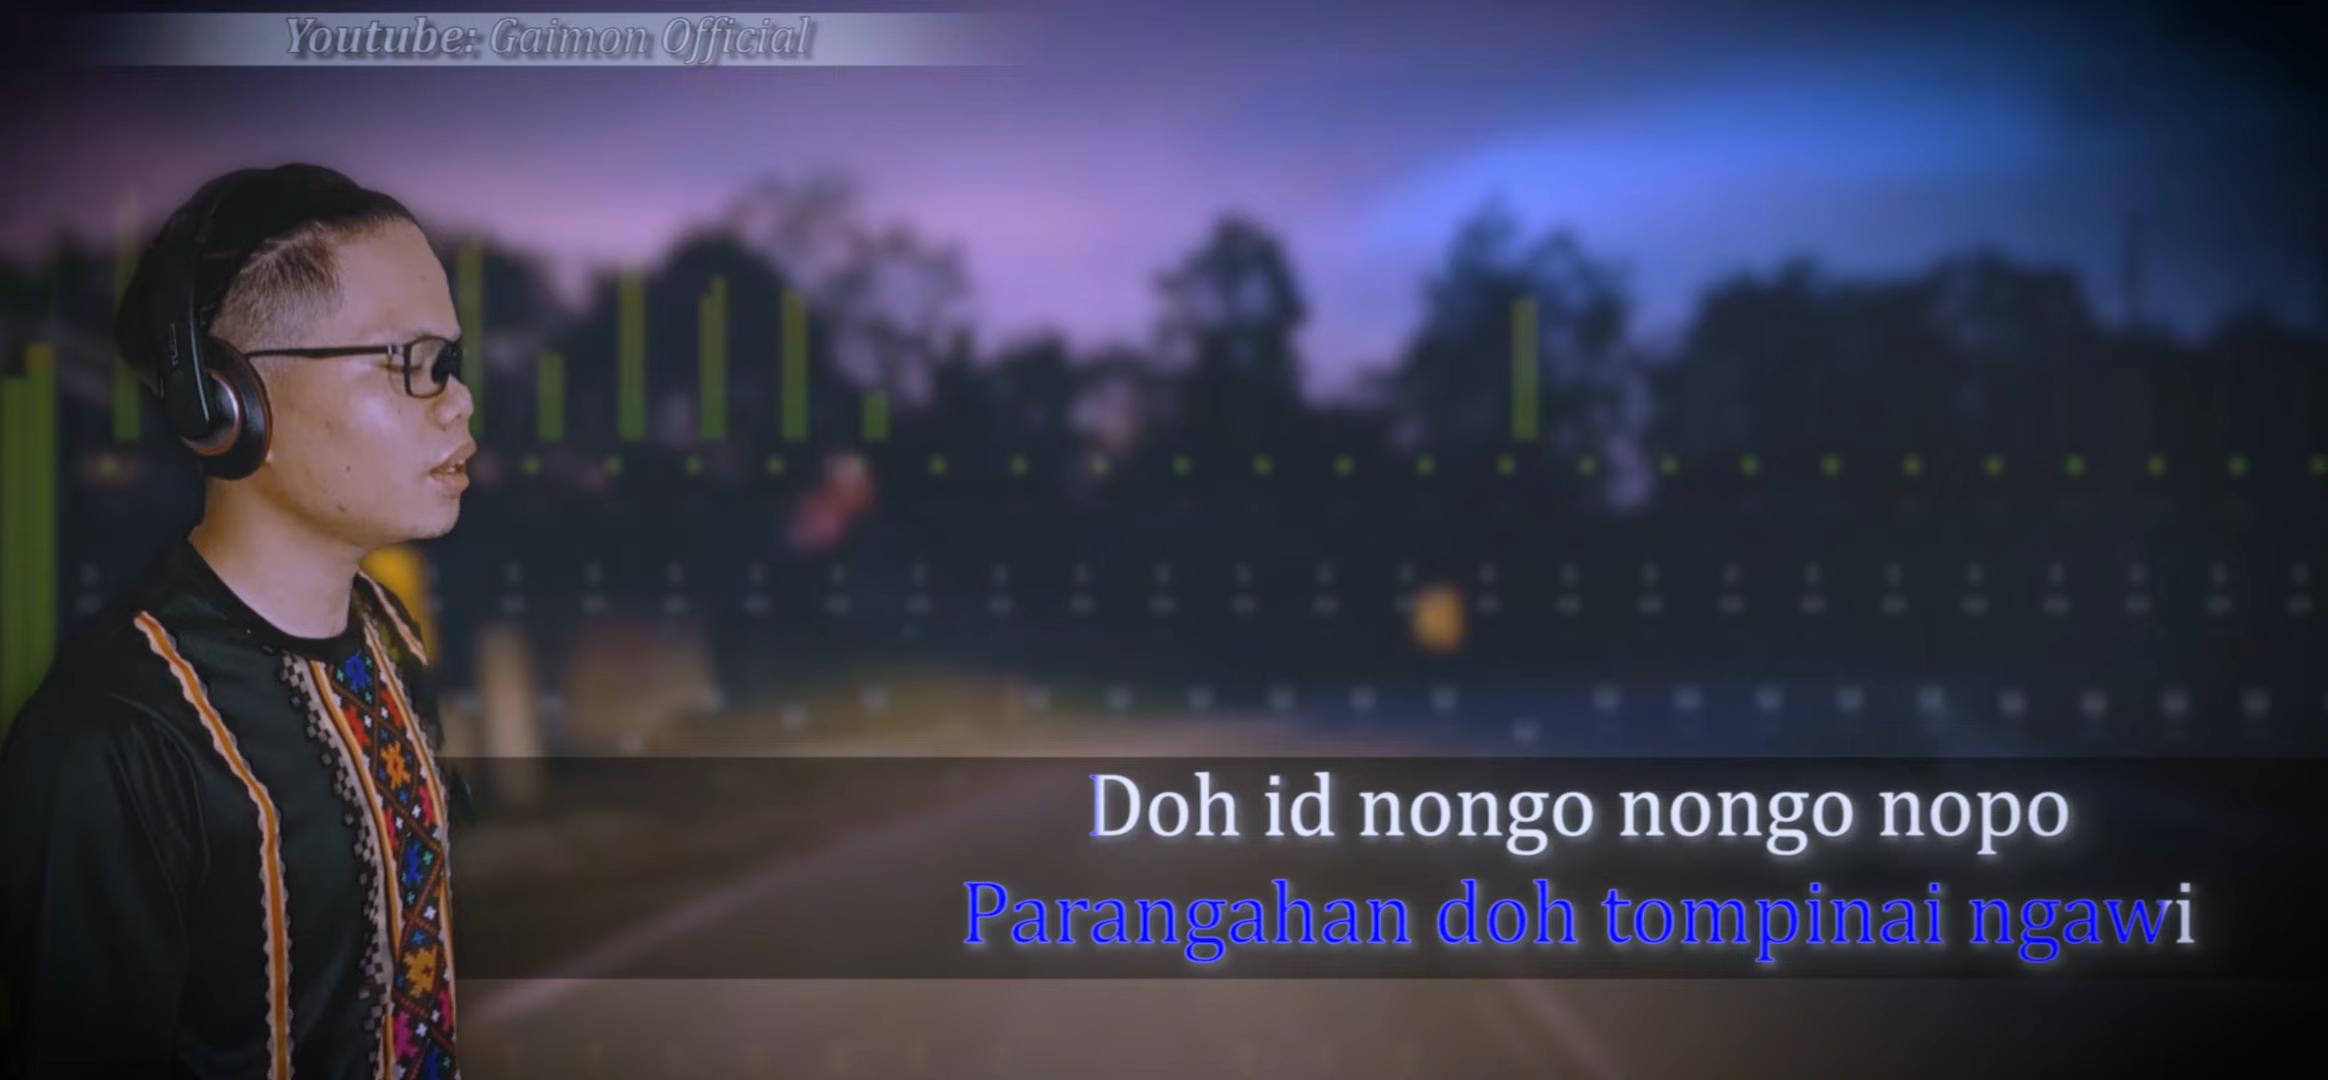 Youtube: Gaimon Official
Doh id nongo nongo nopo
Parangahan doh tompinai ngawi